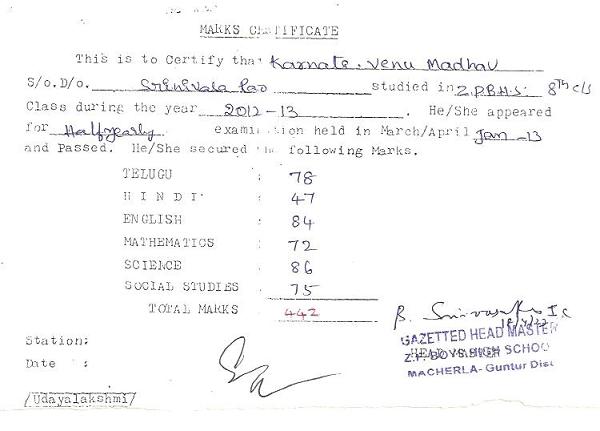 MARKS CERTIFICATE
This is to Certify that Karnate. Venu Madhav
S/o.D/o. Srinivala Rao studied in Z.P.B.H.S. 8th c/s
Class during the year 2012-13 . He/She appeared
for Halfyearly examination held in March/April Jan-13
and Passed. He/She secured the following Marks.
TELUGU : 78
HINDI : 47
ENGLISH : 84
MATHEMATICS : 72
SCIENCE : 86
SOCIAL STUDIES : 75
TOTAL MARKS : 442
Station:
Date :
GAZETTED HEAD MASTER
Z.P. BOYS HIGH SCHOO
MACHERLA- Guntur Dist
/Udayalakshmi/